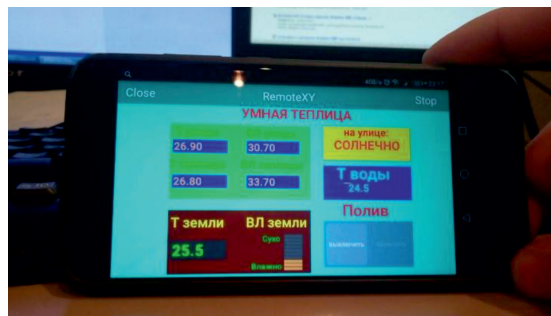 Close
RemoteXY
Stop
УМНАЯ ТЕПЛИЦА
26.90
30.70
26.80
33.70
на улице:
СОЛНЕЧНО
Т воды
24.5
Т земли
ВЛ земли
25.5
Сухо
Влажно
Полив
выключить